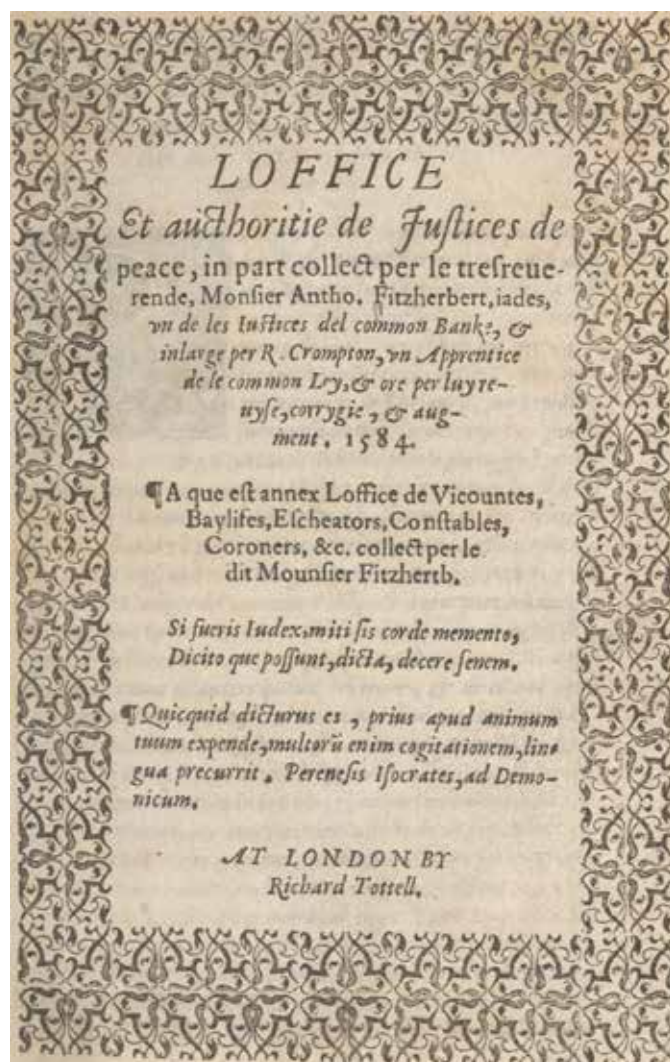 LOFFICE
Et aućthoritie de Juſtices de
peace, in part collect per le treſreue-
rende, Monſier Antho. Fitzherbert, iades,
vn de les Iuſtices del common Banke, &
inlarge per R. Crompton, vn Apprentice
de le common Ley, & ore per luy re-
uyſe, corrygie, & aug-
ment. 1584.
¶A que eſt annex Loffice de Vicountes,
Baylifes, Eſcheators, Conſtables,
Coroners, &c. collect per le
dit Mounſier Fitzhertb.
Si fueris Iudex, miti ſis corde memento,
Dicito que poſſunt, dicta, decere ſenem.
¶Quicquid dicturus es, prius apud animum
tuum expende, multorū enim cogitationem, lin-
gua precurrit. Pereneſis Iſocrates, ad Demo-
nicum.
AT LONDON BY
Richard Tottell.